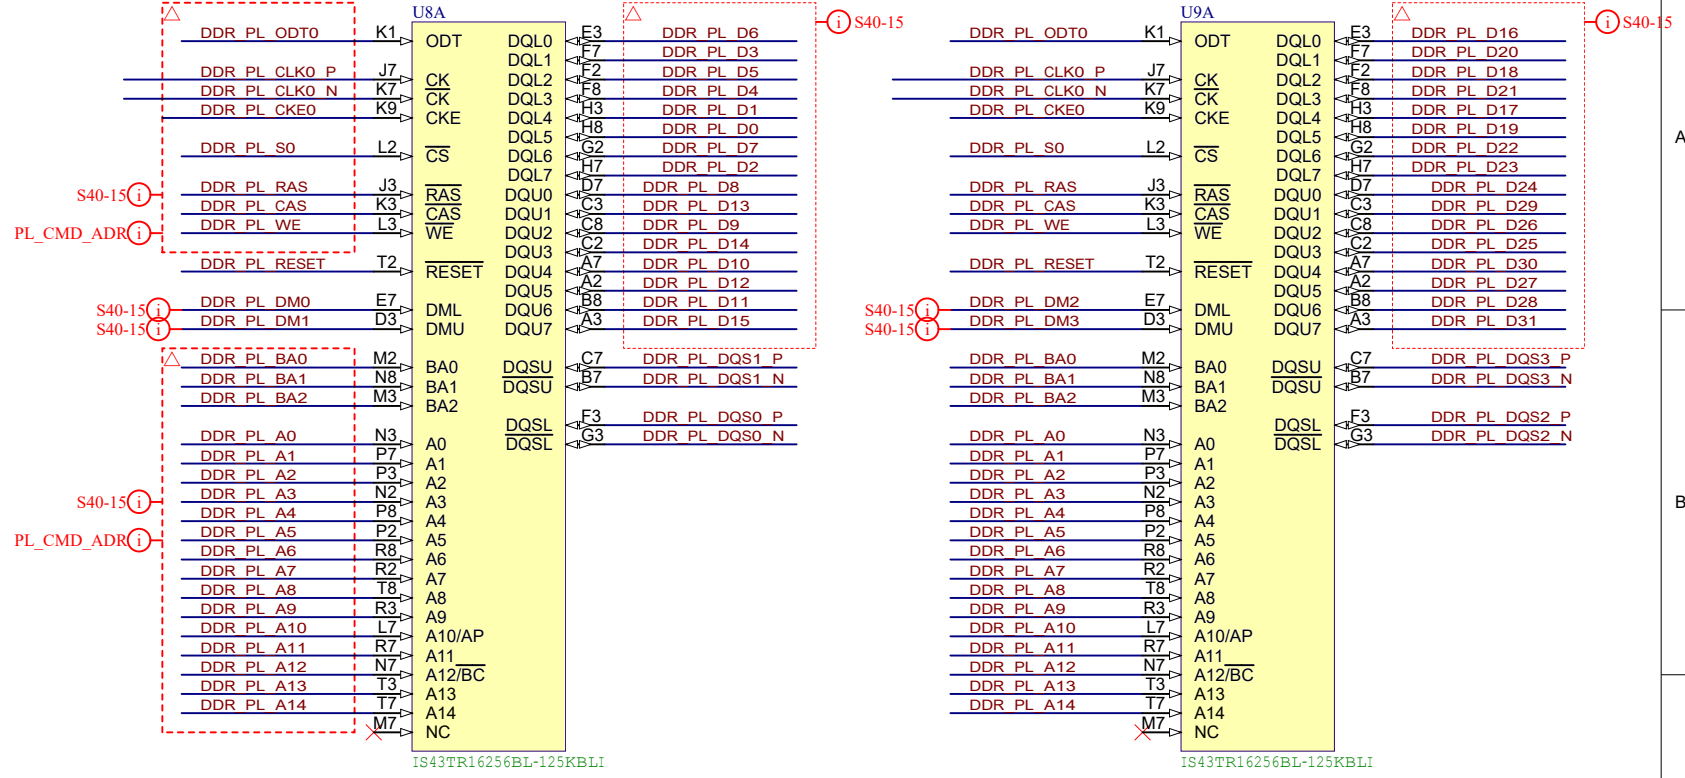 U8A U9A
S40-15 S40-15
DDR_PL_ODT0 K1 ODT DQL0 E3 DDR_PL_D6 DDR_PL_ODT0 K1 ODT DQL0 E3 DDR_PL_D16
DQL1 F7 DDR_PL_D3 DQL1 F7 DDR_PL_D20
DDR_PL_CLK0_P J7 CK DQL2 F2 DDR_PL_D5 DDR_PL_CLK0_P J7 CK DQL2 F2 DDR_PL_D18
DDR_PL_CLK0_N K7 CK DQL3 F8 DDR_PL_D4 DDR_PL_CLK0_N K7 CK DQL3 F8 DDR_PL_D21
DDR_PL_CKE0 K9 CKE DQL4 H3 DDR_PL_D1 DDR_PL_CKE0 K9 CKE DQL4 H3 DDR_PL_D17
DQL5 H8 DDR_PL_D0 DQL5 H8 DDR_PL_D19 A
DDR_PL_S0 L2 CS DQL6 G2 DDR_PL_D7 DDR_PL_S0 L2 CS DQL6 G2 DDR_PL_D22
DQL7 H7 DDR_PL_D2 DQL7 H7 DDR_PL_D23
S40-15 i DDR_PL_RAS J3 RAS DQU0 D7 DDR_PL_D8 DDR_PL_RAS J3 RAS DQU0 D7 DDR_PL_D24
DDR_PL_CAS K3 CAS DQU1 C3 DDR_PL_D13 DDR_PL_CAS K3 CAS DQU1 C3 DDR_PL_D29
PL_CMD_ADR i DDR_PL_WE L3 WE DQU2 C8 DDR_PL_D9 DDR_PL_WE L3 WE DQU2 C8 DDR_PL_D26
DQU3 C2 DDR_PL_D14 DQU3 C2 DDR_PL_D25
DDR_PL_RESET T2 RESET DQU4 A7 DDR_PL_D10 DDR_PL_RESET T2 RESET DQU4 A7 DDR_PL_D30
DQU5 A2 DDR_PL_D12 DQU5 A2 DDR_PL_D27
S40-15 i DDR_PL_DM0 E7 DML DQU6 B8 DDR_PL_D11 S40-15 i DDR_PL_DM2 E7 DML DQU6 B8 DDR_PL_D28
S40-15 i DDR_PL_DM1 D3 DMU DQU7 A3 DDR_PL_D15 S40-15 i DDR_PL_DM3 D3 DMU DQU7 A3 DDR_PL_D31
DDR_PL_BA0 M2 BA0 DQSU C7 DDR_PL_DQS1_P DDR_PL_BA0 M2 BA0 DQSU C7 DDR_PL_DQS3_P
DDR_PL_BA1 N8 BA1 DQSU B7 DDR_PL_DQS1_N DDR_PL_BA1 N8 BA1 DQSU B7 DDR_PL_DQS3_N
DDR_PL_BA2 M3 BA2 DDR_PL_BA2 M3 BA2
DQSL F3 DDR_PL_DQS0_P DQSL F3 DDR_PL_DQS2_P
DDR_PL_A0 N3 A0 DQSL G3 DDR_PL_DQS0_N DDR_PL_A0 N3 A0 DQSL G3 DDR_PL_DQS2_N
DDR_PL_A1 P7 A1 DDR_PL_A1 P7 A1
DDR_PL_A2 P3 A2 DDR_PL_A2 P3 A2
S40-15 i DDR_PL_A3 N2 A3 DDR_PL_A3 N2 A3 B
DDR_PL_A4 P8 A4 DDR_PL_A4 P8 A4
PL_CMD_ADR i DDR_PL_A5 P2 A5 DDR_PL_A5 P2 A5
DDR_PL_A6 R8 A6 DDR_PL_A6 R8 A6
DDR_PL_A7 R2 A7 DDR_PL_A7 R2 A7
DDR_PL_A8 T8 A8 DDR_PL_A8 T8 A8
DDR_PL_A9 R3 A9 DDR_PL_A9 R3 A9
DDR_PL_A10 L7 A10/AP DDR_PL_A10 L7 A10/AP
DDR_PL_A11 R7 A11 DDR_PL_A11 R7 A11
DDR_PL_A12 N7 A12/BC DDR_PL_A12 N7 A12/BC
DDR_PL_A13 T3 A13 DDR_PL_A13 T3 A13
DDR_PL_A14 T7 A14 DDR_PL_A14 T7 A14
M7 NC M7 NC
IS43TR16256BL-125KBLI IS43TR16256BL-125KBLI